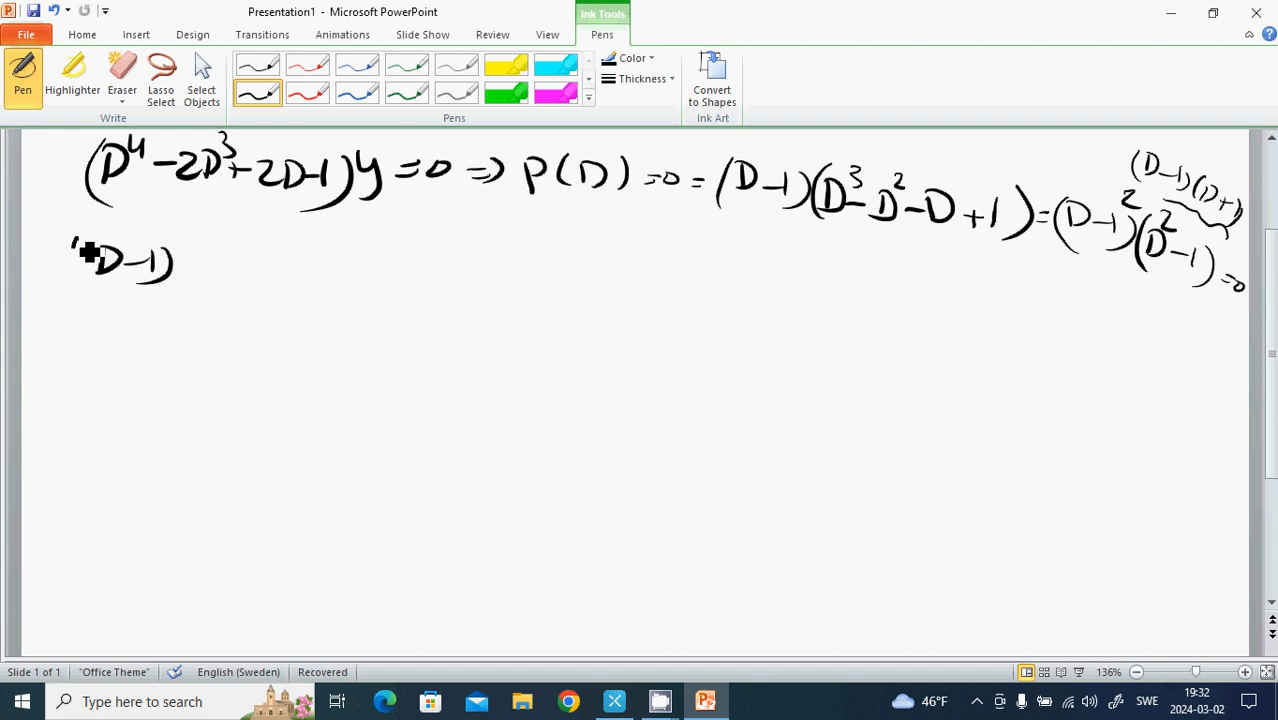 Presentation1 - Microsoft PowerPoint
Ink Tools
File Home Insert Design Transitions Animations Slide Show Review View Pens
Pen Highlighter Eraser Lasso Select Select Objects
Color
Thickness
Convert to Shapes
Write Pens Ink Art
(D⁴-2D³+2D-1)y=0 ⇒ P(D)=0=(D-1)(D³-D²-D+1)=(D-1)²(D²-1)=0
(D-1)(D+1)
(D-1)
Slide 1 of 1 "Office Theme" English (Sweden) Recovered 136%
Type here to search 46°F SWE 19:32
2024-03-02